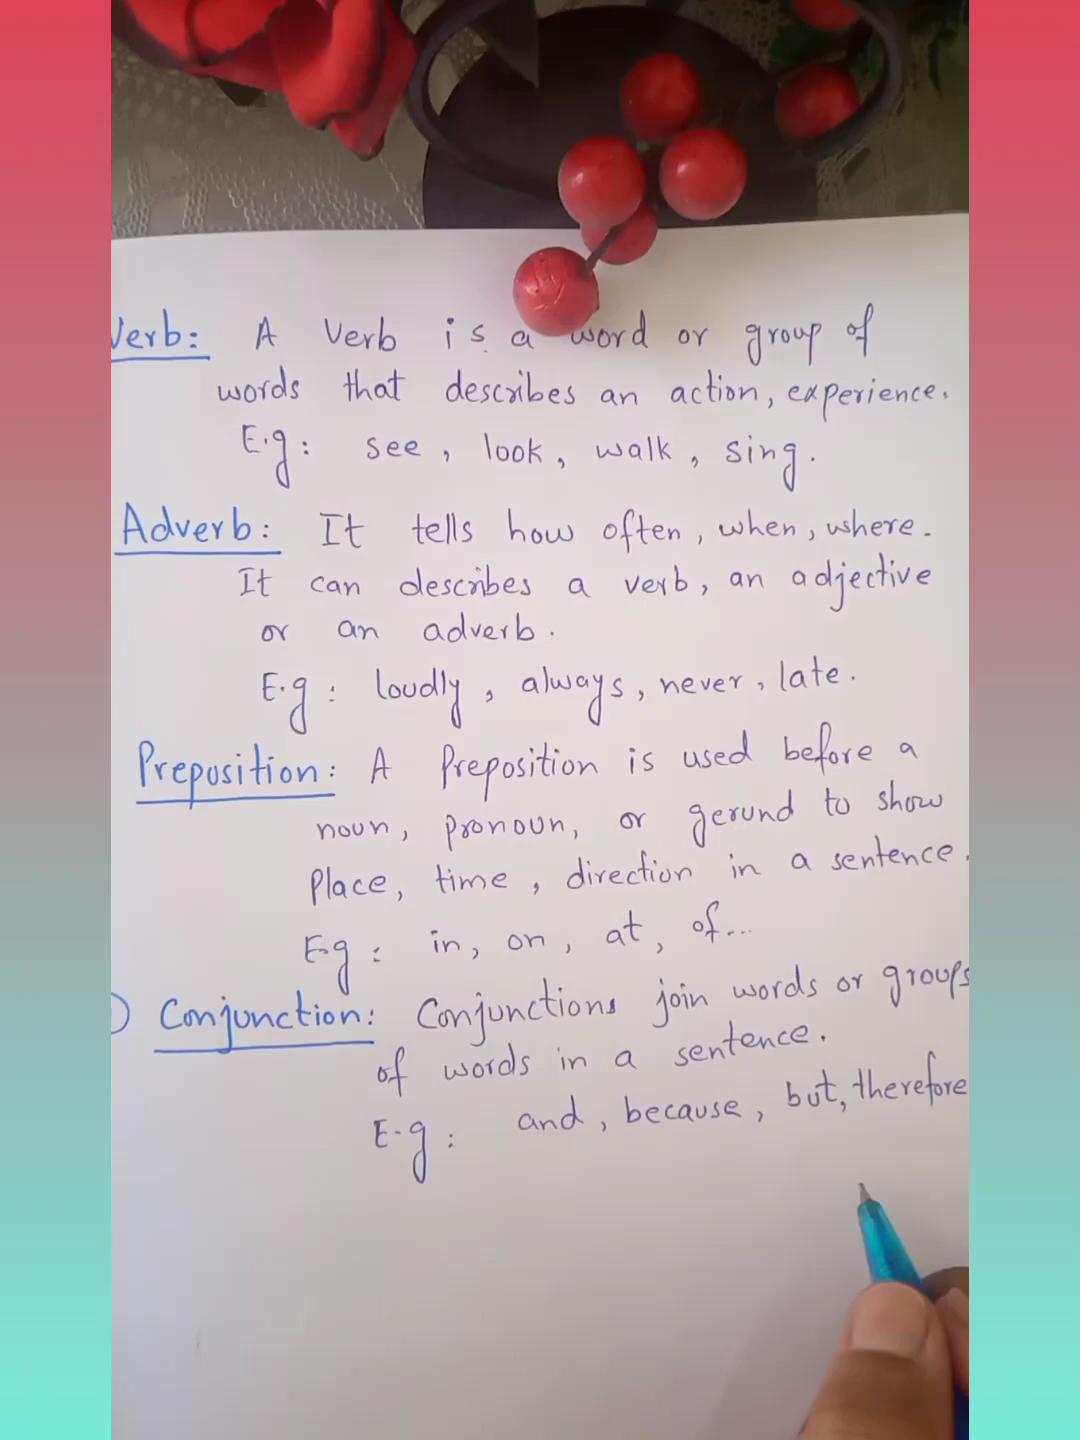 Verb: A Verb is a word or group of
words that describes an action, experience.
E.g: see, look, walk, sing.
Adverb: It tells how often, when, where.
It can describes a verb, an adjective
or an adverb.
E.g: loudly, always, never, late.
Preposition: A Preposition is used before a
noun, pronoun, or gerund to show
Place, time, direction in a sentence.
E.g: in, on, at, of...
) Conjunction: Conjunctions join words or groups
of words in a sentence.
E.g: and, because, but, therefore